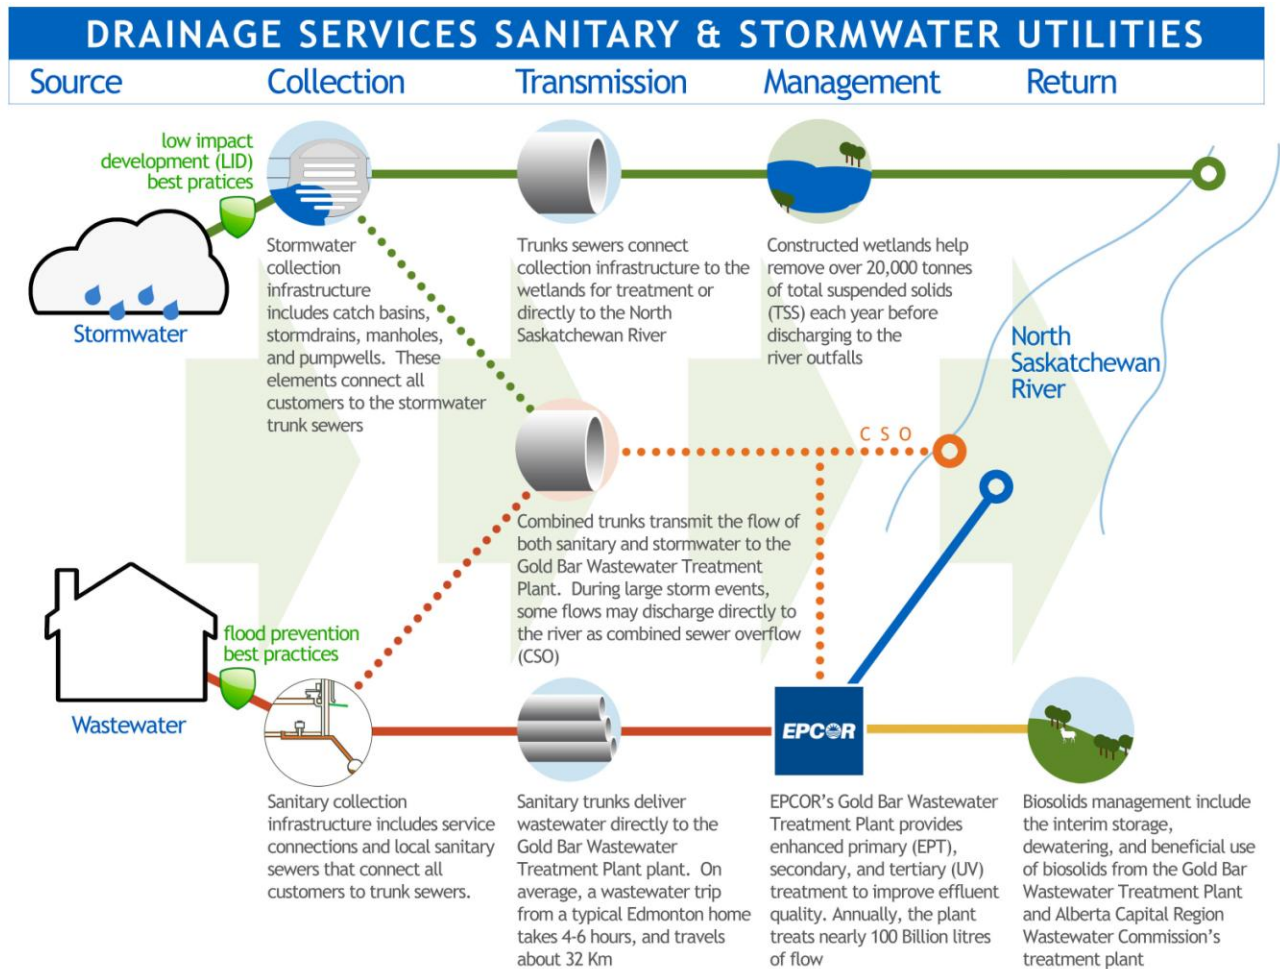 DRAINAGE SERVICES SANITARY & STORMWATER UTILITIES
Source
Collection
Transmission
Management
Return
low impact
development (LID)
best pratices
Stormwater
Stormwater
collection
infrastructure
includes catch basins,
stormdrains, manholes,
and pumpwells. These
elements connect all
customers to the stormwater
trunk sewers
Trunks sewers connect
collection infrastructure to the
wetlands for treatment or
directly to the North
Saskatchewan River
Constructed wetlands help
remove over 20,000 tonnes
of total suspended solids
(TSS) each year before
discharging to the
river outfalls
North
Saskatchewan
River
CSO
Combined trunks transmit the flow of
both sanitary and stormwater to the
Gold Bar Wastewater Treatment
Plant. During large storm events,
some flows may discharge directly to
the river as combined sewer overflow
(CSO)
flood prevention
best practices
Wastewater
EPCOR
Sanitary collection
infrastructure includes service
connections and local sanitary
sewers that connect all
customers to trunk sewers.
Sanitary trunks deliver
wastewater directly to the
Gold Bar Wastewater
Treatment Plant plant. On
average, a wastewater trip
from a typical Edmonton home
takes 4-6 hours, and travels
about 32 Km
EPCOR's Gold Bar Wastewater
Treatment Plant provides
enhanced primary (EPT),
secondary, and tertiary (UV)
treatment to improve effluent
quality. Annually, the plant
treats nearly 100 Billion litres
of flow
Biosolids management include
the interim storage,
dewatering, and beneficial use
of biosolids from the Gold Bar
Wastewater Treatment Plant
and Alberta Capital Region
Wastewater Commission's
treatment plant